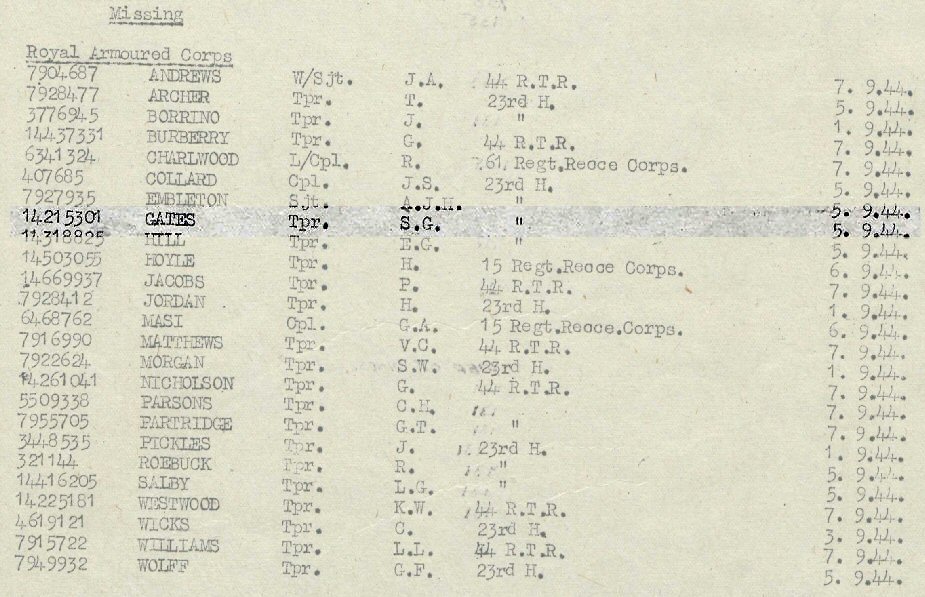 Missing
Royal Armoured Corps
7904687 ANDREWS W/Sjt. J.A. 44 R.T.R. 7. 9.44.
7928477 ARCHER Tpr. T. 23rd H. 5. 9.44.
3776945 BORRINO Tpr. J. " 1. 9.44.
14437331 BURBERRY Tpr. G. 44 R.T.R. 7. 9.44.
6341324 CHARLWOOD L/Cpl. R. 61 Regt.Recce Corps. 7. 9.44.
407685 COLLARD Cpl. J.S. 23rd H. 5. 9.44.
7927935 EMBLETON Sjt. A.J.H. 5. 9.44.
14215301 GATES Tpr. S.G. " 5. 9.44.
14318825 HILL Tpr. E.G. " 5. 9.44.
14503055 HOYLE Tpr. H. 15 Regt.Recce Corps. 6. 9.44.
14669937 JACOBS Tpr. P. 44 R.T.R. 7. 9.44.
7928412 JORDAN Tpr. H. 23rd H. 1. 9.44.
6468762 MASI Cpl. G.A. 15 Regt.Recce.Corps. 6. 9.44.
7916990 MATTHEWS Tpr. V.C. 44 R.T.R. 7. 9.44.
7922624 MORGAN Tpr. S.W. 23rd H. 1. 9.44.
14261041 NICHOLSON Tpr. G. 44 R.T.R. 7. 9.44.
5509338 PARSONS Tpr. C.H. 7. 9.44.
7955705 PARTRIDGE Tpr. G.T. " 7. 9.44.
3448535 PICKLES Tpr. J. 23rd H. 1. 9.44.
321144 ROEBUCK Tpr. R. " 5. 9.44.
14416205 SALBY Tpr. L.G. " 5. 9.44.
14225181 WESTWOOD Tpr. K.W. 44 R.T.R. 7. 9.44.
4619121 WICKS Tpr. C. 23rd H. 3. 9.44.
7915722 WILLIAMS Tpr. L.L. 44 R.T.R. 7. 9.44.
7949932 WOLFF Tpr. G.F. 23rd H. 5. 9.44.